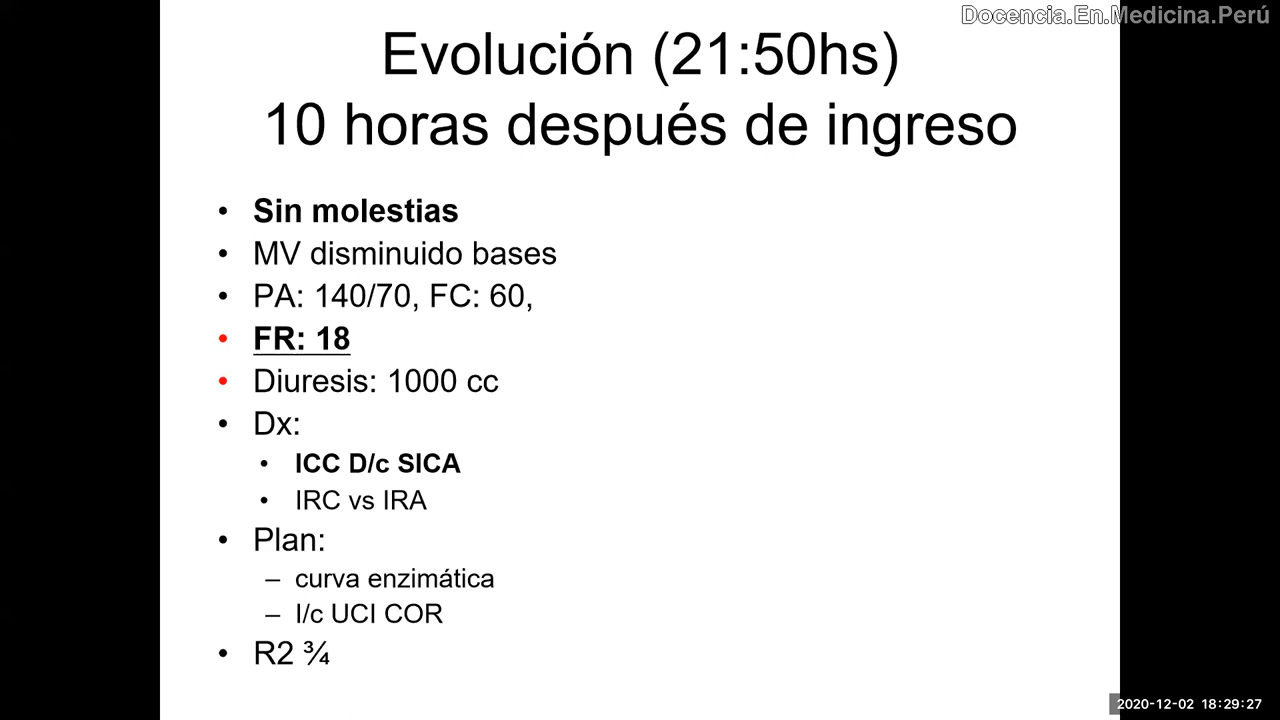 Docencia.En.Medicina.Perú
Evolución (21:50hs)
10 horas después de ingreso
• Sin molestias
• MV disminuido bases
• PA: 140/70, FC: 60,
• FR: 18
• Diuresis: 1000 cc
• Dx:
• ICC D/c SICA
• IRC vs IRA
• Plan:
– curva enzimática
– I/c UCI COR
• R2 ¾
2020-12-02 18:29:27